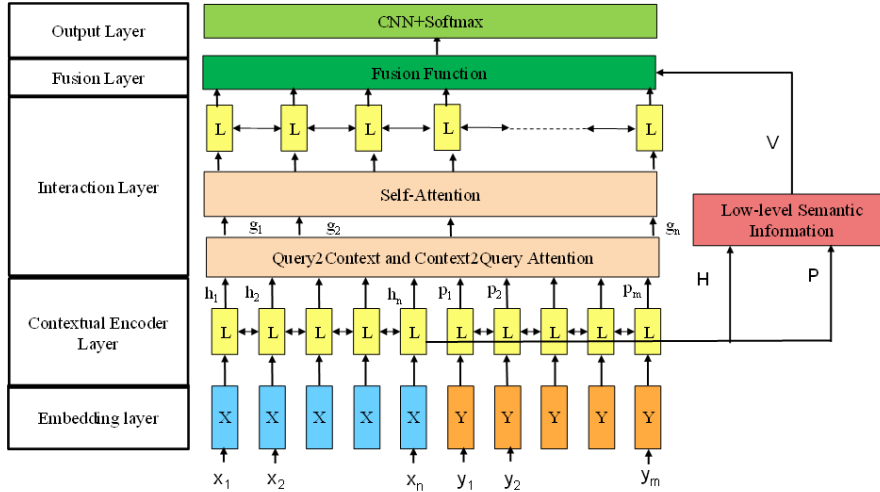 Output Layer
CNN+Softmax
Fusion Layer
Fusion Function
L L L L L
V
Interaction Layer
Self-Attention
Low-level Semantic
Information
g1 g2 gn
Query2Context and Context2Query Attention
H P
h1 h2 hn p1 p2 pm
Contextual Encoder
Layer
L L L L L L L L L L
Embedding layer
X X X X X Y Y Y Y Y
x1 x2 xn y1 y2 ym